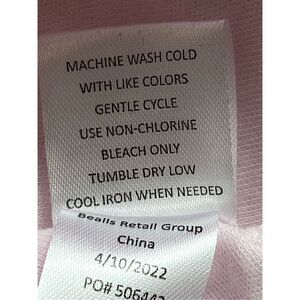 MACHINE WASH COLD
WITH LIKE COLORS
GENTLE CYCLE
USE NON-CHLORINE
BLEACH ONLY
TUMBLE DRY LOW
COOL IRON WHEN NEEDED
Bealls Retail Group
China
4/10/2022
PO# 506443